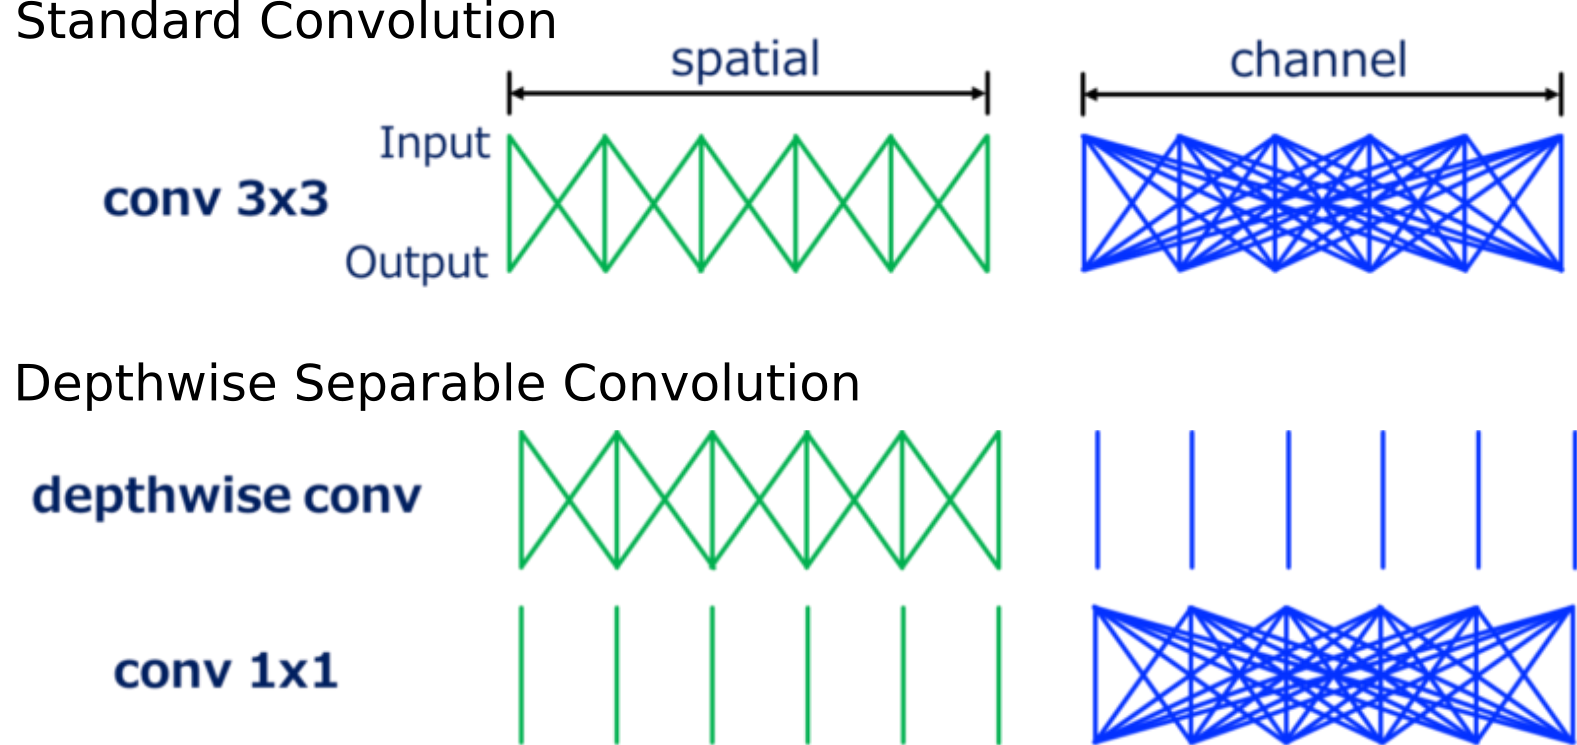 Standard Convolution
spatial
channel
Input
conv 3x3
Output
Depthwise Separable Convolution
depthwise conv
conv 1x1